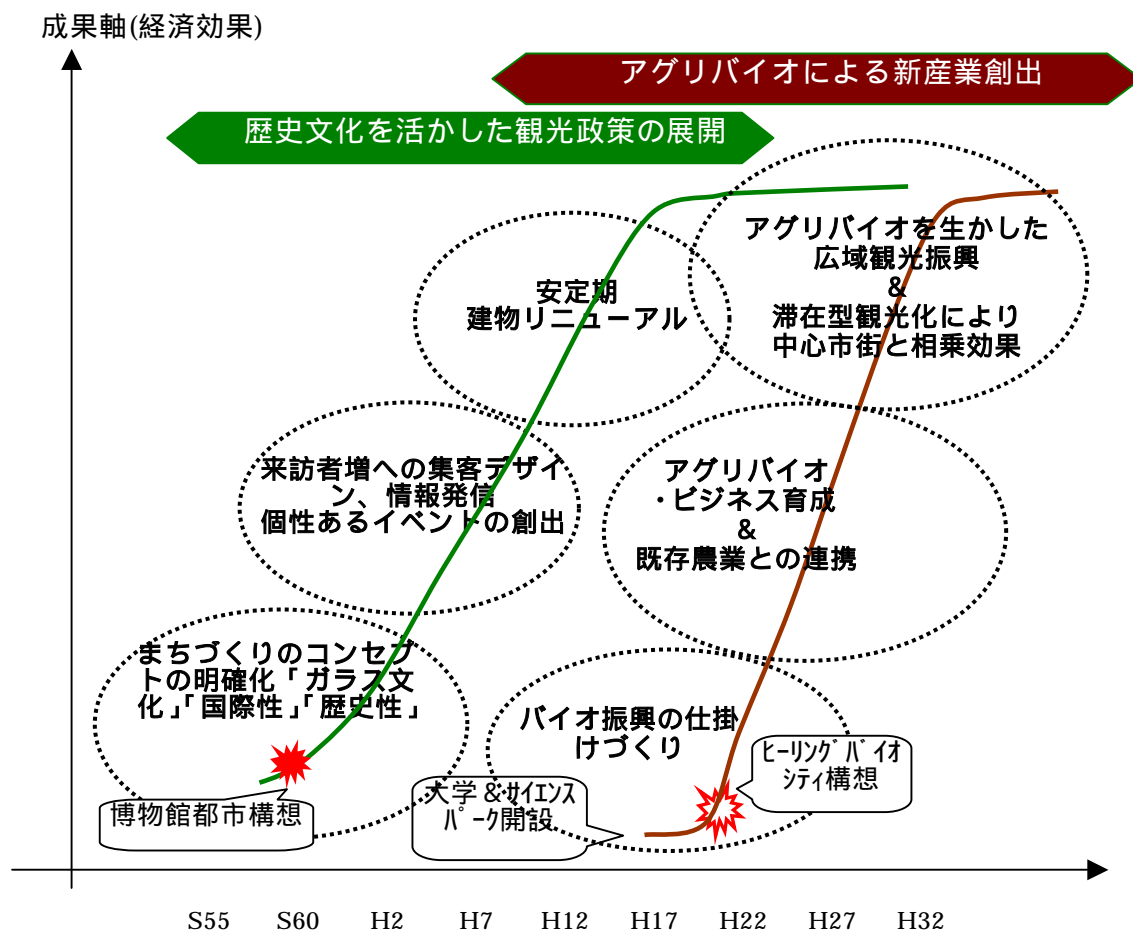 成果軸(経済効果)
アグリバイオによる新産業創出
歴史文化を活かした観光政策の展開
アグリバイオを生かした
広域観光振興
&
滞在型観光化により
中心市街と相乗効果
安定期
建物リニューアル
来訪者増への集客デザイ
ン、情報発信
個性あるイベントの創出
アグリバイオ
・ビジネス育成
&
既存農業との連携
まちづくりのコンセプ
トの明確化「ガラス文
化」「国際性」「歴史性」
バイオ振興の仕掛
けづくり
ﾋｰﾘﾝｸﾞﾊﾞｲｵ
ｼﾃｨ構想
大学＆ｻｲｴﾝｽ
ﾊﾟｰｸ開設
博物館都市構想
S55 S60 H2 H7 H12 H17 H22 H27 H32